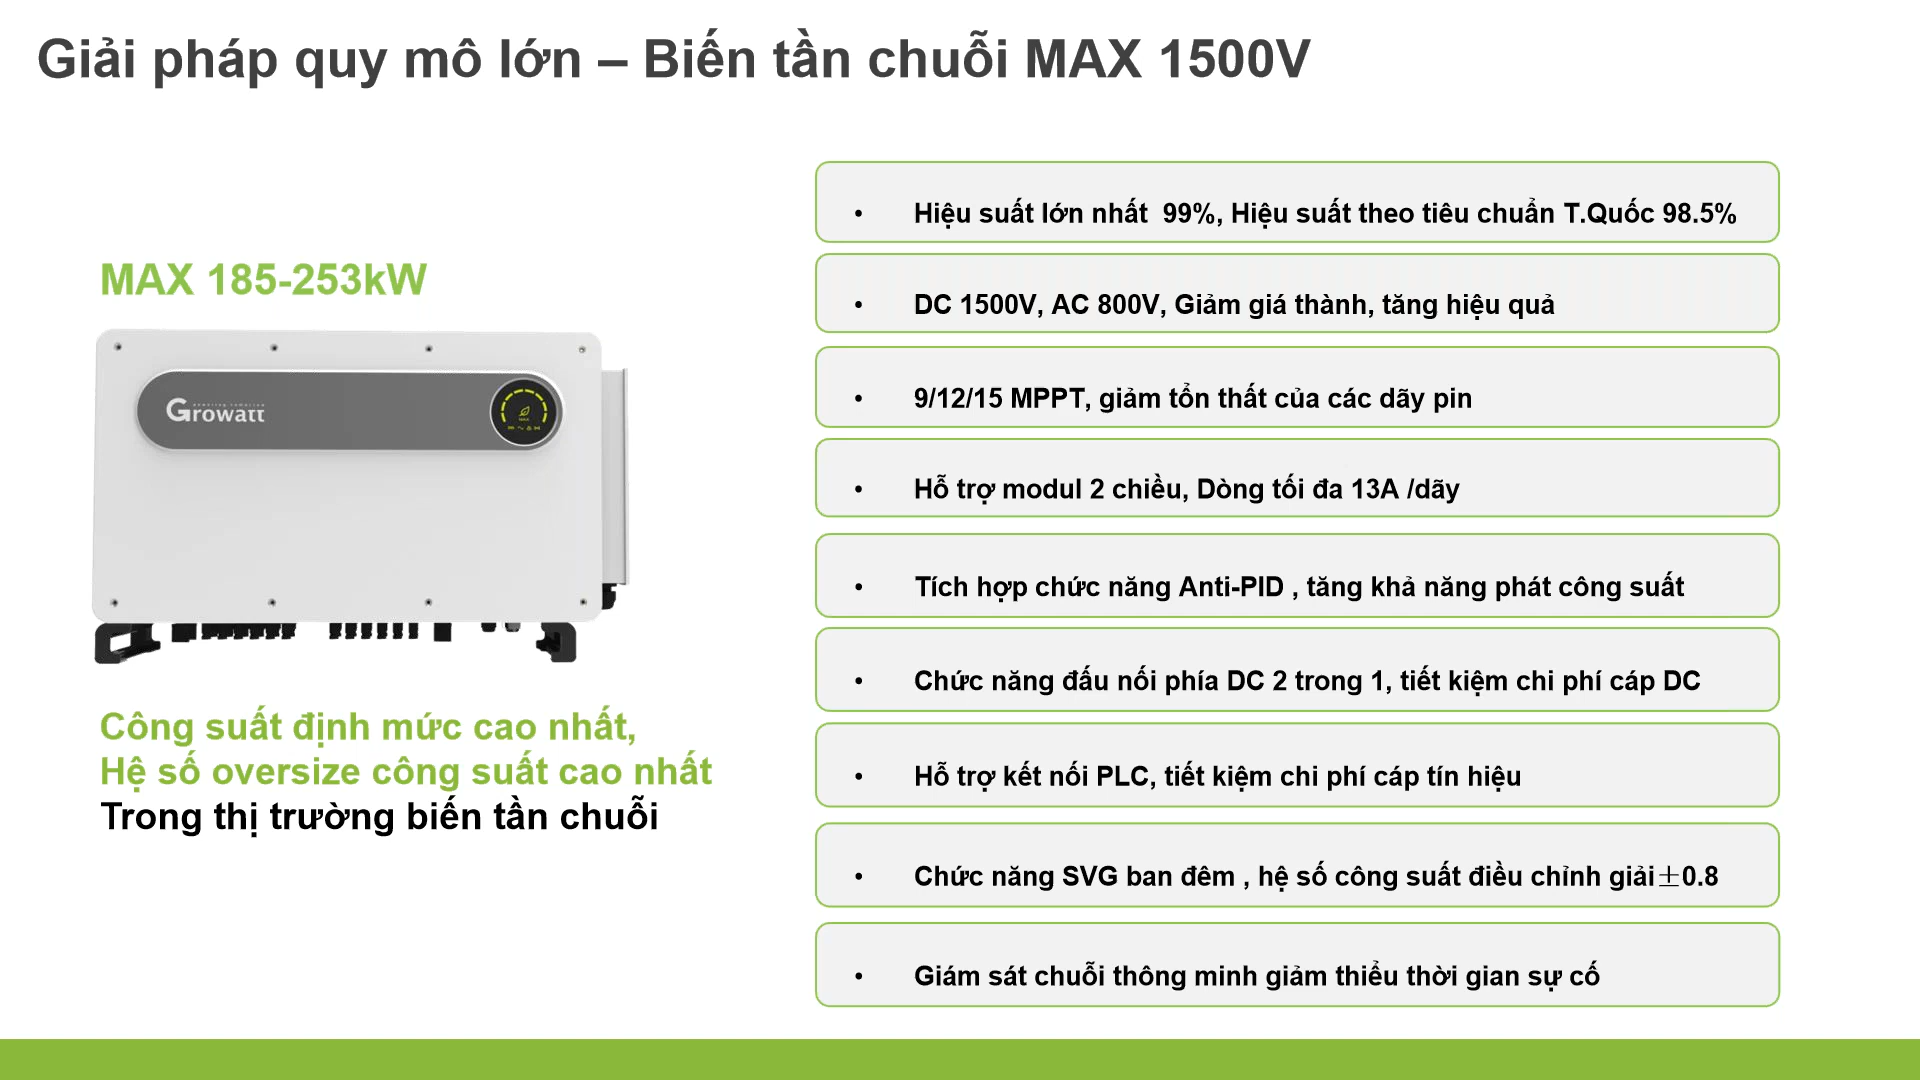 Giải pháp quy mô lớn – Biến tần chuỗi MAX 1500V
MAX 185-253kW
Growatt
Công suất định mức cao nhất,
Hệ số oversize công suất cao nhất
Trong thị trường biến tần chuỗi
• Hiệu suất lớn nhất 99%, Hiệu suất theo tiêu chuẩn T.Quốc 98.5%
• DC 1500V, AC 800V, Giảm giá thành, tăng hiệu quả
• 9/12/15 MPPT, giảm tổn thất của các dãy pin
• Hỗ trợ modul 2 chiều, Dòng tối đa 13A /dãy
• Tích hợp chức năng Anti-PID , tăng khả năng phát công suất
• Chức năng đấu nối phía DC 2 trong 1, tiết kiệm chi phí cáp DC
• Hỗ trợ kết nối PLC, tiết kiệm chi phí cáp tín hiệu
• Chức năng SVG ban đêm , hệ số công suất điều chỉnh giải±0.8
• Giám sát chuỗi thông minh giảm thiểu thời gian sự cố